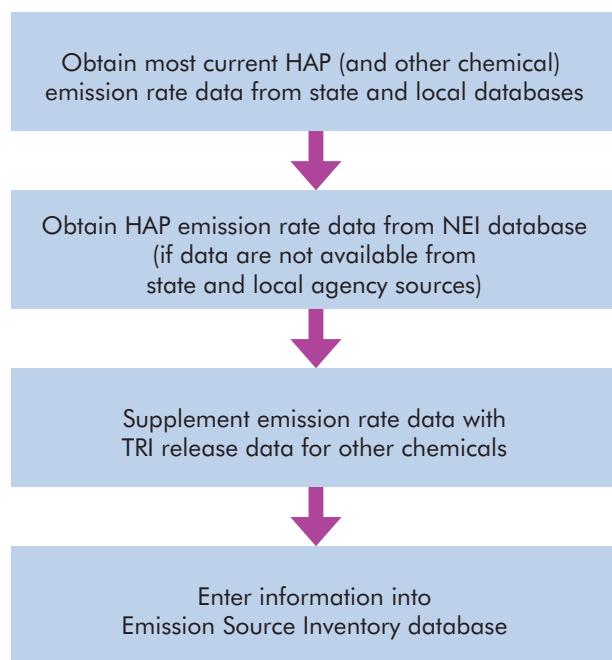 Obtain most current HAP (and other chemical)
emission rate data from state and local databases
Obtain HAP emission rate data from NEI database
(if data are not available from
state and local agency sources)
Supplement emission rate data with
TRI release data for other chemicals
Enter information into
Emission Source Inventory database